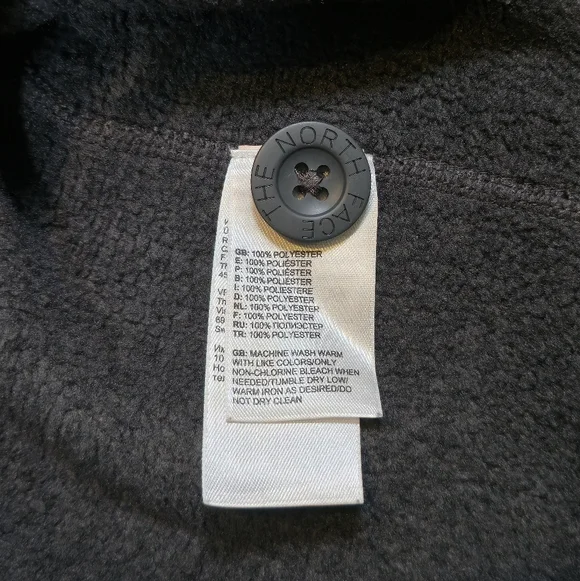 THE NORTH FACE
GB: 100% POLYESTER
E: 100% POLIÉSTER
P: 100% POLIÉSTER
B: 100% POLIÉSTER
I: 100% POLIESTERE
D: 100% POLYESTER
NL: 100% POLYESTER
F: 100% POLYESTER
RU: 100% ПОЛИЭСТЕР
TR: 100% POLYESTER
GB: MACHINE WASH WARM
WITH LIKE COLORS/ONLY
NON-CHLORINE BLEACH WHEN
NEEDED/TUMBLE DRY LOW/
WARM IRON AS DESIRED/DO
NOT DRY CLEAN